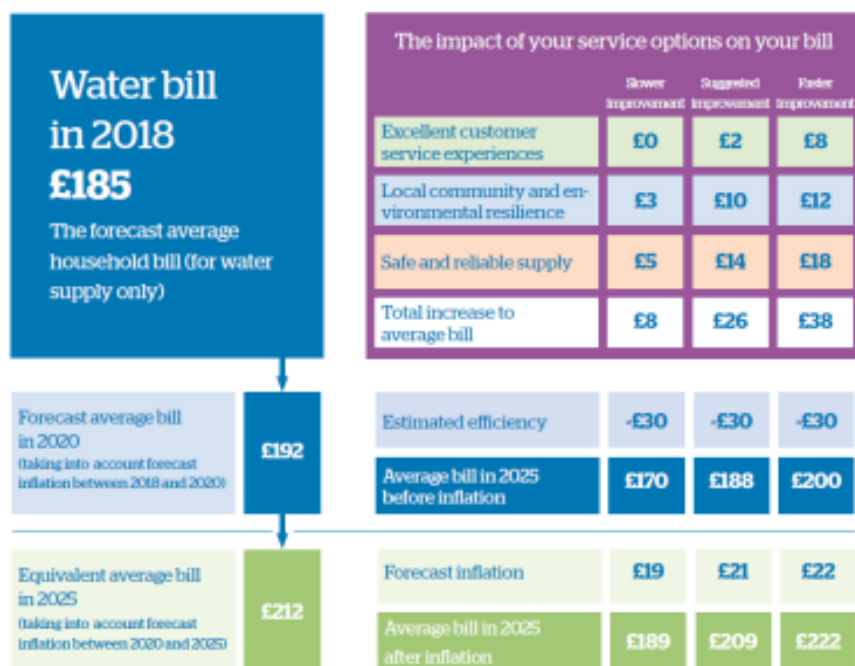 Water bill
in 2018
£185
The forecast average
household bill (for water
supply only)
The impact of your service options on your bill
Slower Suggested Faster
improvement improvement improvement
Excellent customer
service experiences
£0 £2 £8
Local community and en-
vironmental resilience
£3 £10 £12
Safe and reliable supply
£5 £14 £18
Total increase to
average bill
£8 £26 £38
Forecast average bill
in 2020
(taking into account forecast
inflation between 2018 and 2020)
£192
Estimated efficiency
-£30 -£30 -£30
Average bill in 2025
before inflation
£170 £188 £200
Equivalent average bill
in 2025
(taking into account forecast
inflation between 2020 and 2025)
£212
Forecast inflation
£19 £21 £22
Average bill in 2025
after inflation
£189 £209 £222